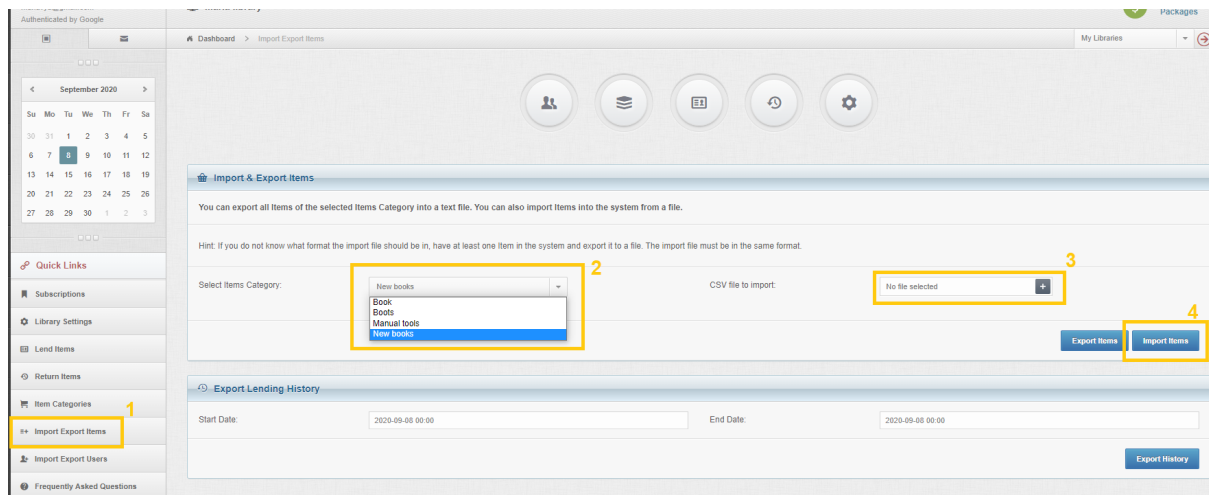 Authenticated by Google
Packages
Dashboard > Import Export Items
My Libraries
September 2020
Su Mo Tu We Th Fr Sa
30 31 1 2 3 4 5
6 7 8 9 10 11 12
13 14 15 16 17 18 19
20 21 22 23 24 25 26
27 28 29 30 1 2 3
Quick Links
Subscriptions
Library Settings
Lend Items
Return Items
Item Categories
1
Import Export Items
Import Export Users
Frequently Asked Questions
Import & Export Items
You can export all Items of the selected Items Category into a text file. You can also import Items into the system from a file.
Hint: If you do not know what format the import file should be in, have at least one Item in the system and export it to a file. The import file must be in the same format.
2
Select Items Category:
New books
Book
Boots
Manual tools
New books
3
CSV file to import:
No file selected
+
4
Export Items
Import Items
Export Lending History
Start Date:
2020-09-08 00:00
End Date:
2020-09-08 00:00
Export History